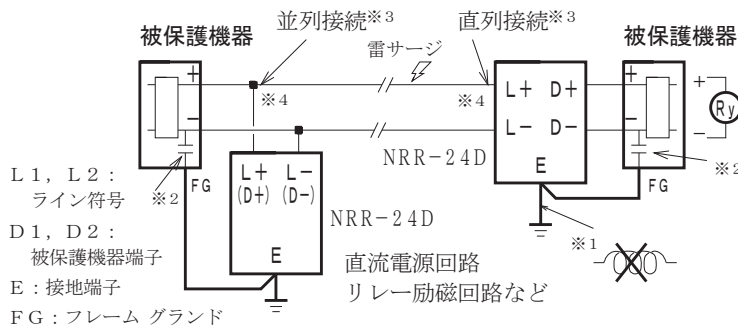 並列接続※3
直列接続※3
被保護機器
被保護機器
雷サージ
+
※4
※4
L+ D+
+
+
Ry
−
L− D−
−
−
NRR-24D
※2
FG
L+ L−
(D+) (D−)
E
※2
FG
L1, L2:
ライン符号
NRR-24D
※1
D1, D2:
被保護機器端子
E
直流電源回路
E:接地端子
リレー励磁回路など
FG:フレーム グランド